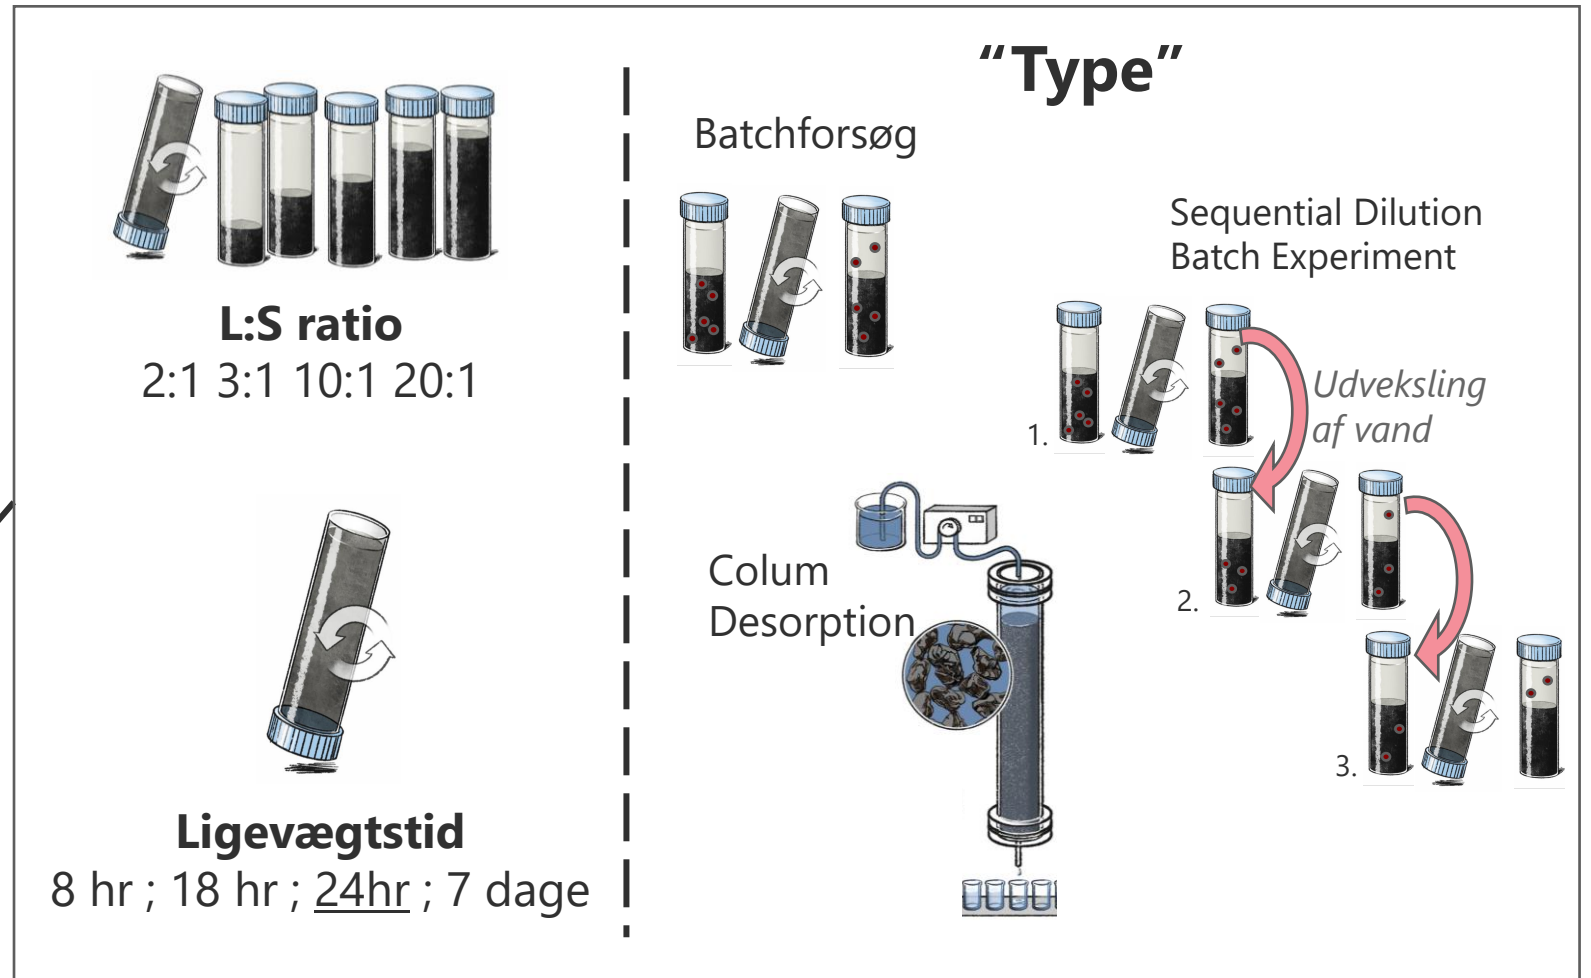 L:S ratio
2:1 3:1 10:1 20:1
Ligevægtstid
8 hr ; 18 hr ; 24hr ; 7 dage
“Type”
Batchforsøg
Sequential Dilution
Batch Experiment
1.
Udveksling
af vand
2.
3.
Colum
Desorption